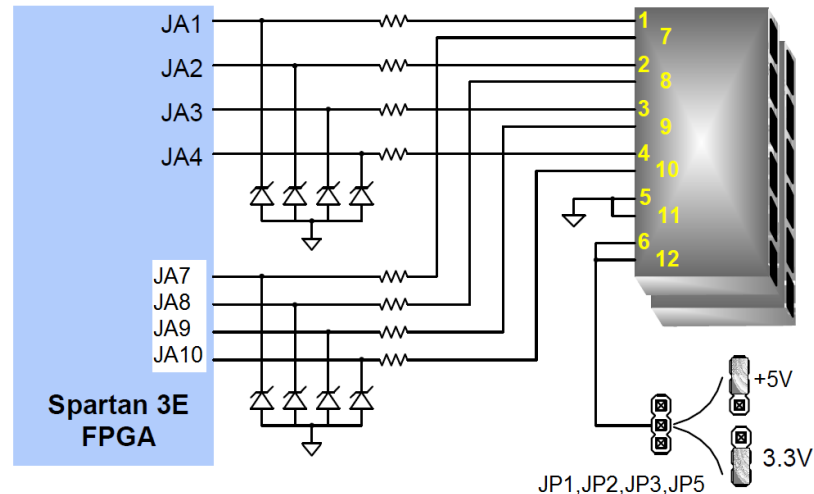 JA1
JA2
JA3
JA4
JA7
JA8
JA9
JA10
Spartan 3E
FPGA
1
7
2
8
3
9
4
10
5
11
6
12
+5V
3.3V
JP1,JP2,JP3,JP5